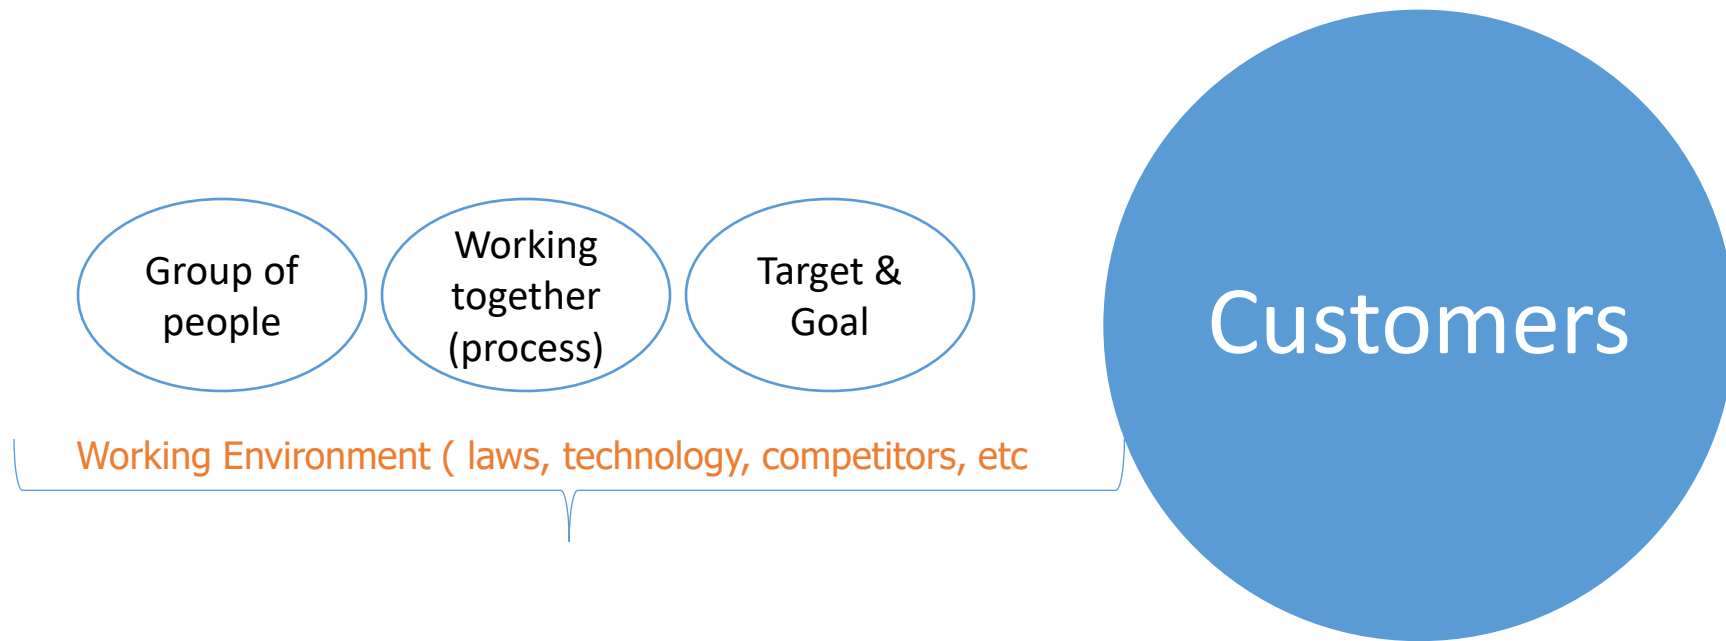 Group of
people
Working
together
(process)
Target &
Goal
Customers
Working Environment ( laws, technology, competitors, etc